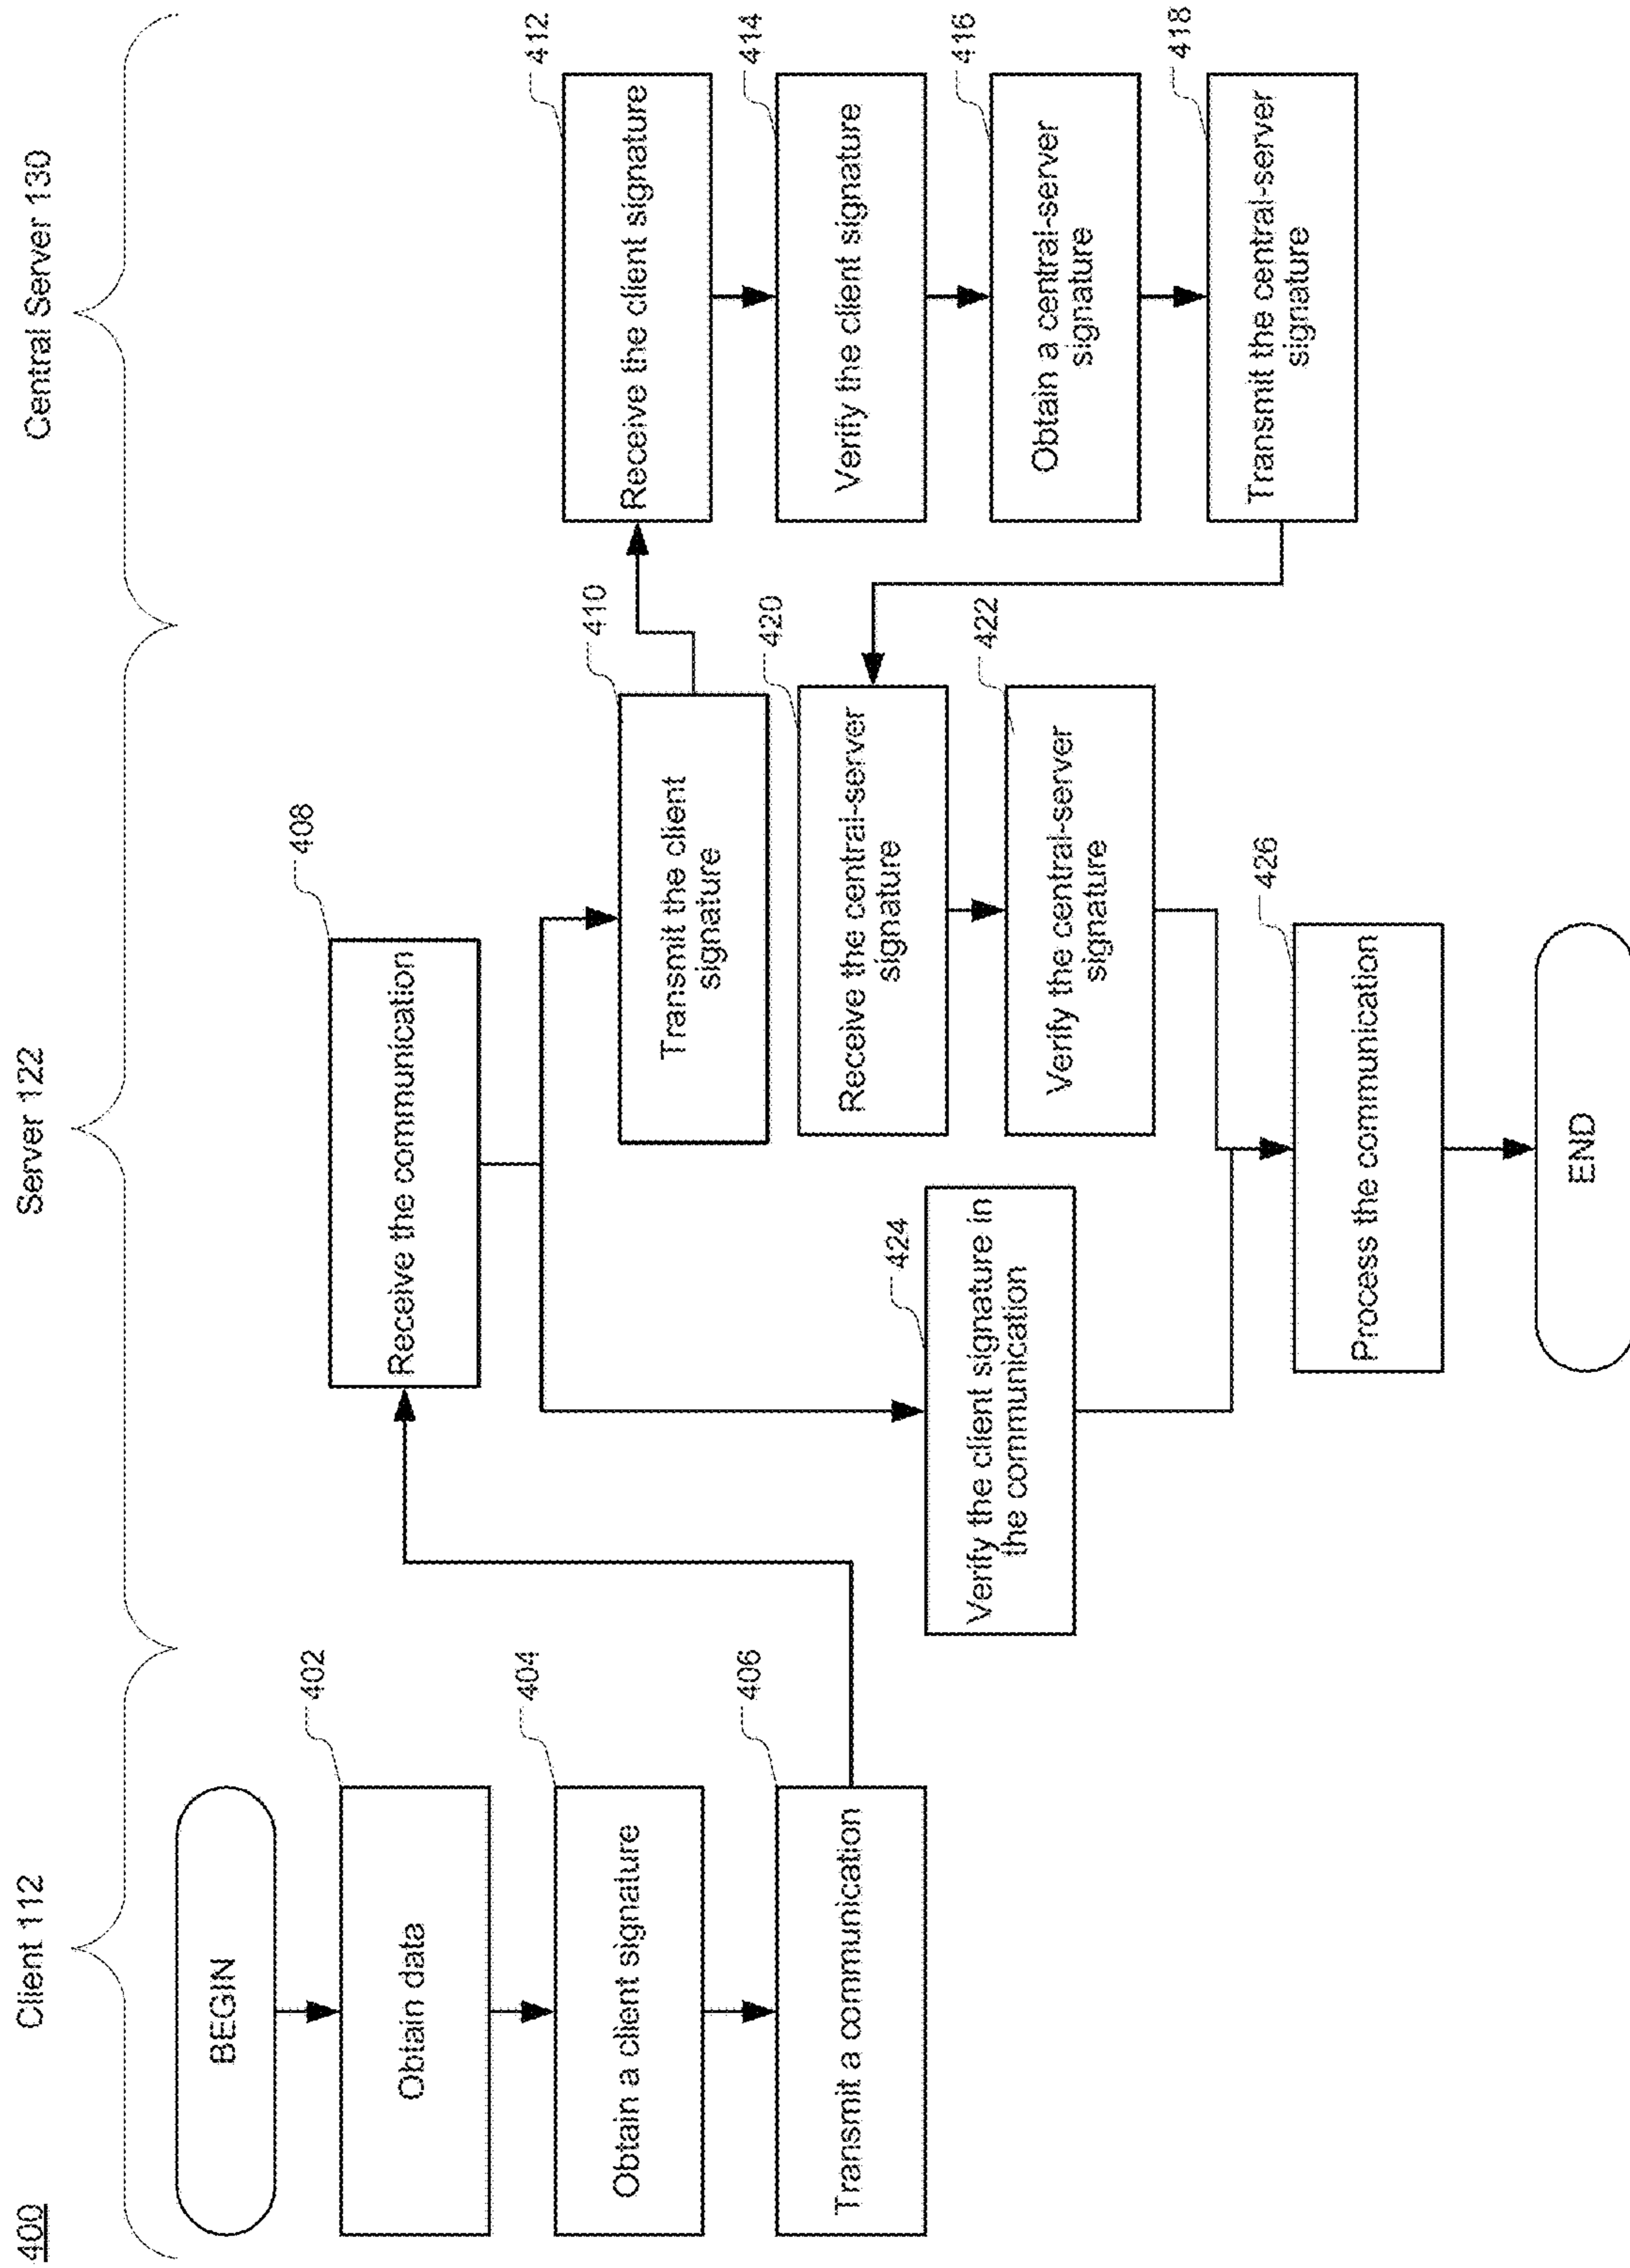 400
Client 112
Server 122
Central Server 130
BEGIN
402
Obtain data
404
Obtain a client signature
406
Transmit a communication
408
Receive the communication
410
Transmit the client
signature
412
Receive the client signature
414
Verify the client signature
416
Obtain a central-server
signature
418
Transmit the central-server
signature
420
Receive the central-server
signature
422
Verify the central-server
signature
424
Verify the client signature in
the communication
426
Process the communication
END